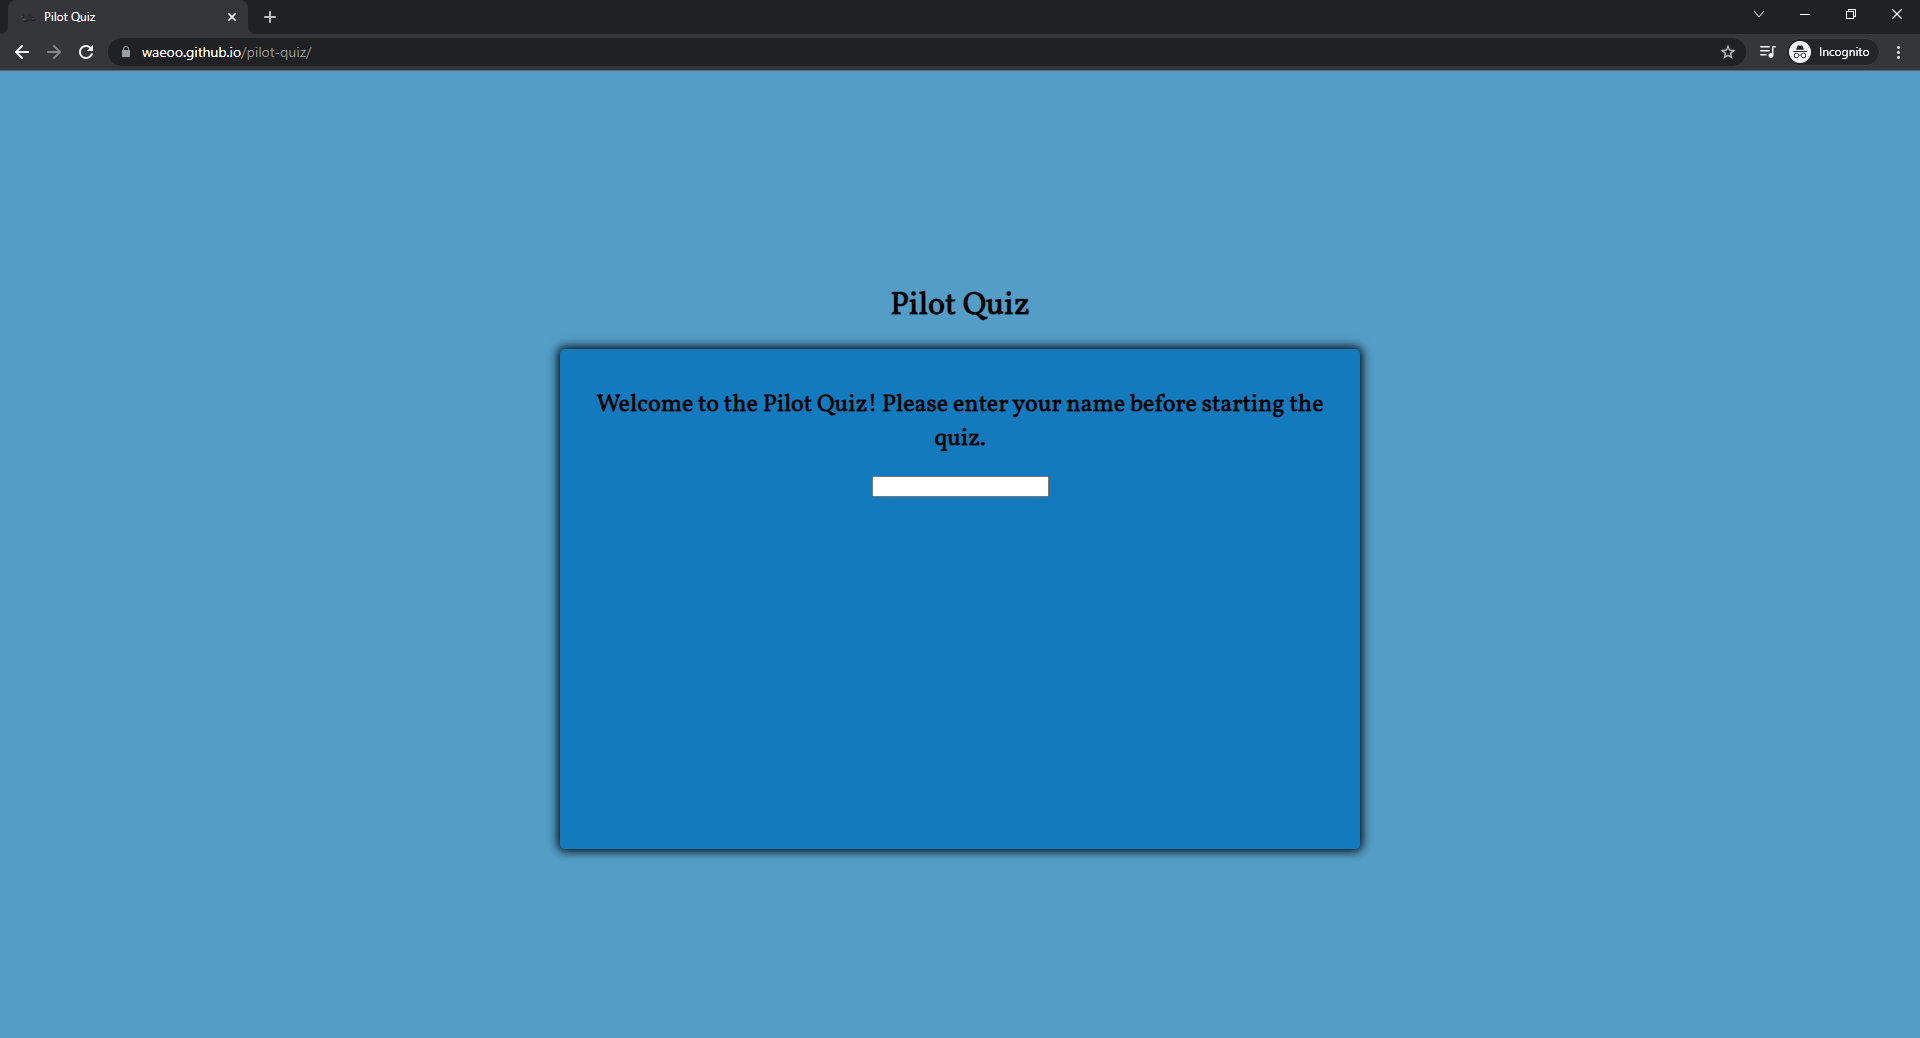 Pilot Quiz
waeoo.github.io/pilot-quiz/
Incognito
Pilot Quiz
Welcome to the Pilot Quiz! Please enter your name before starting the
quiz.